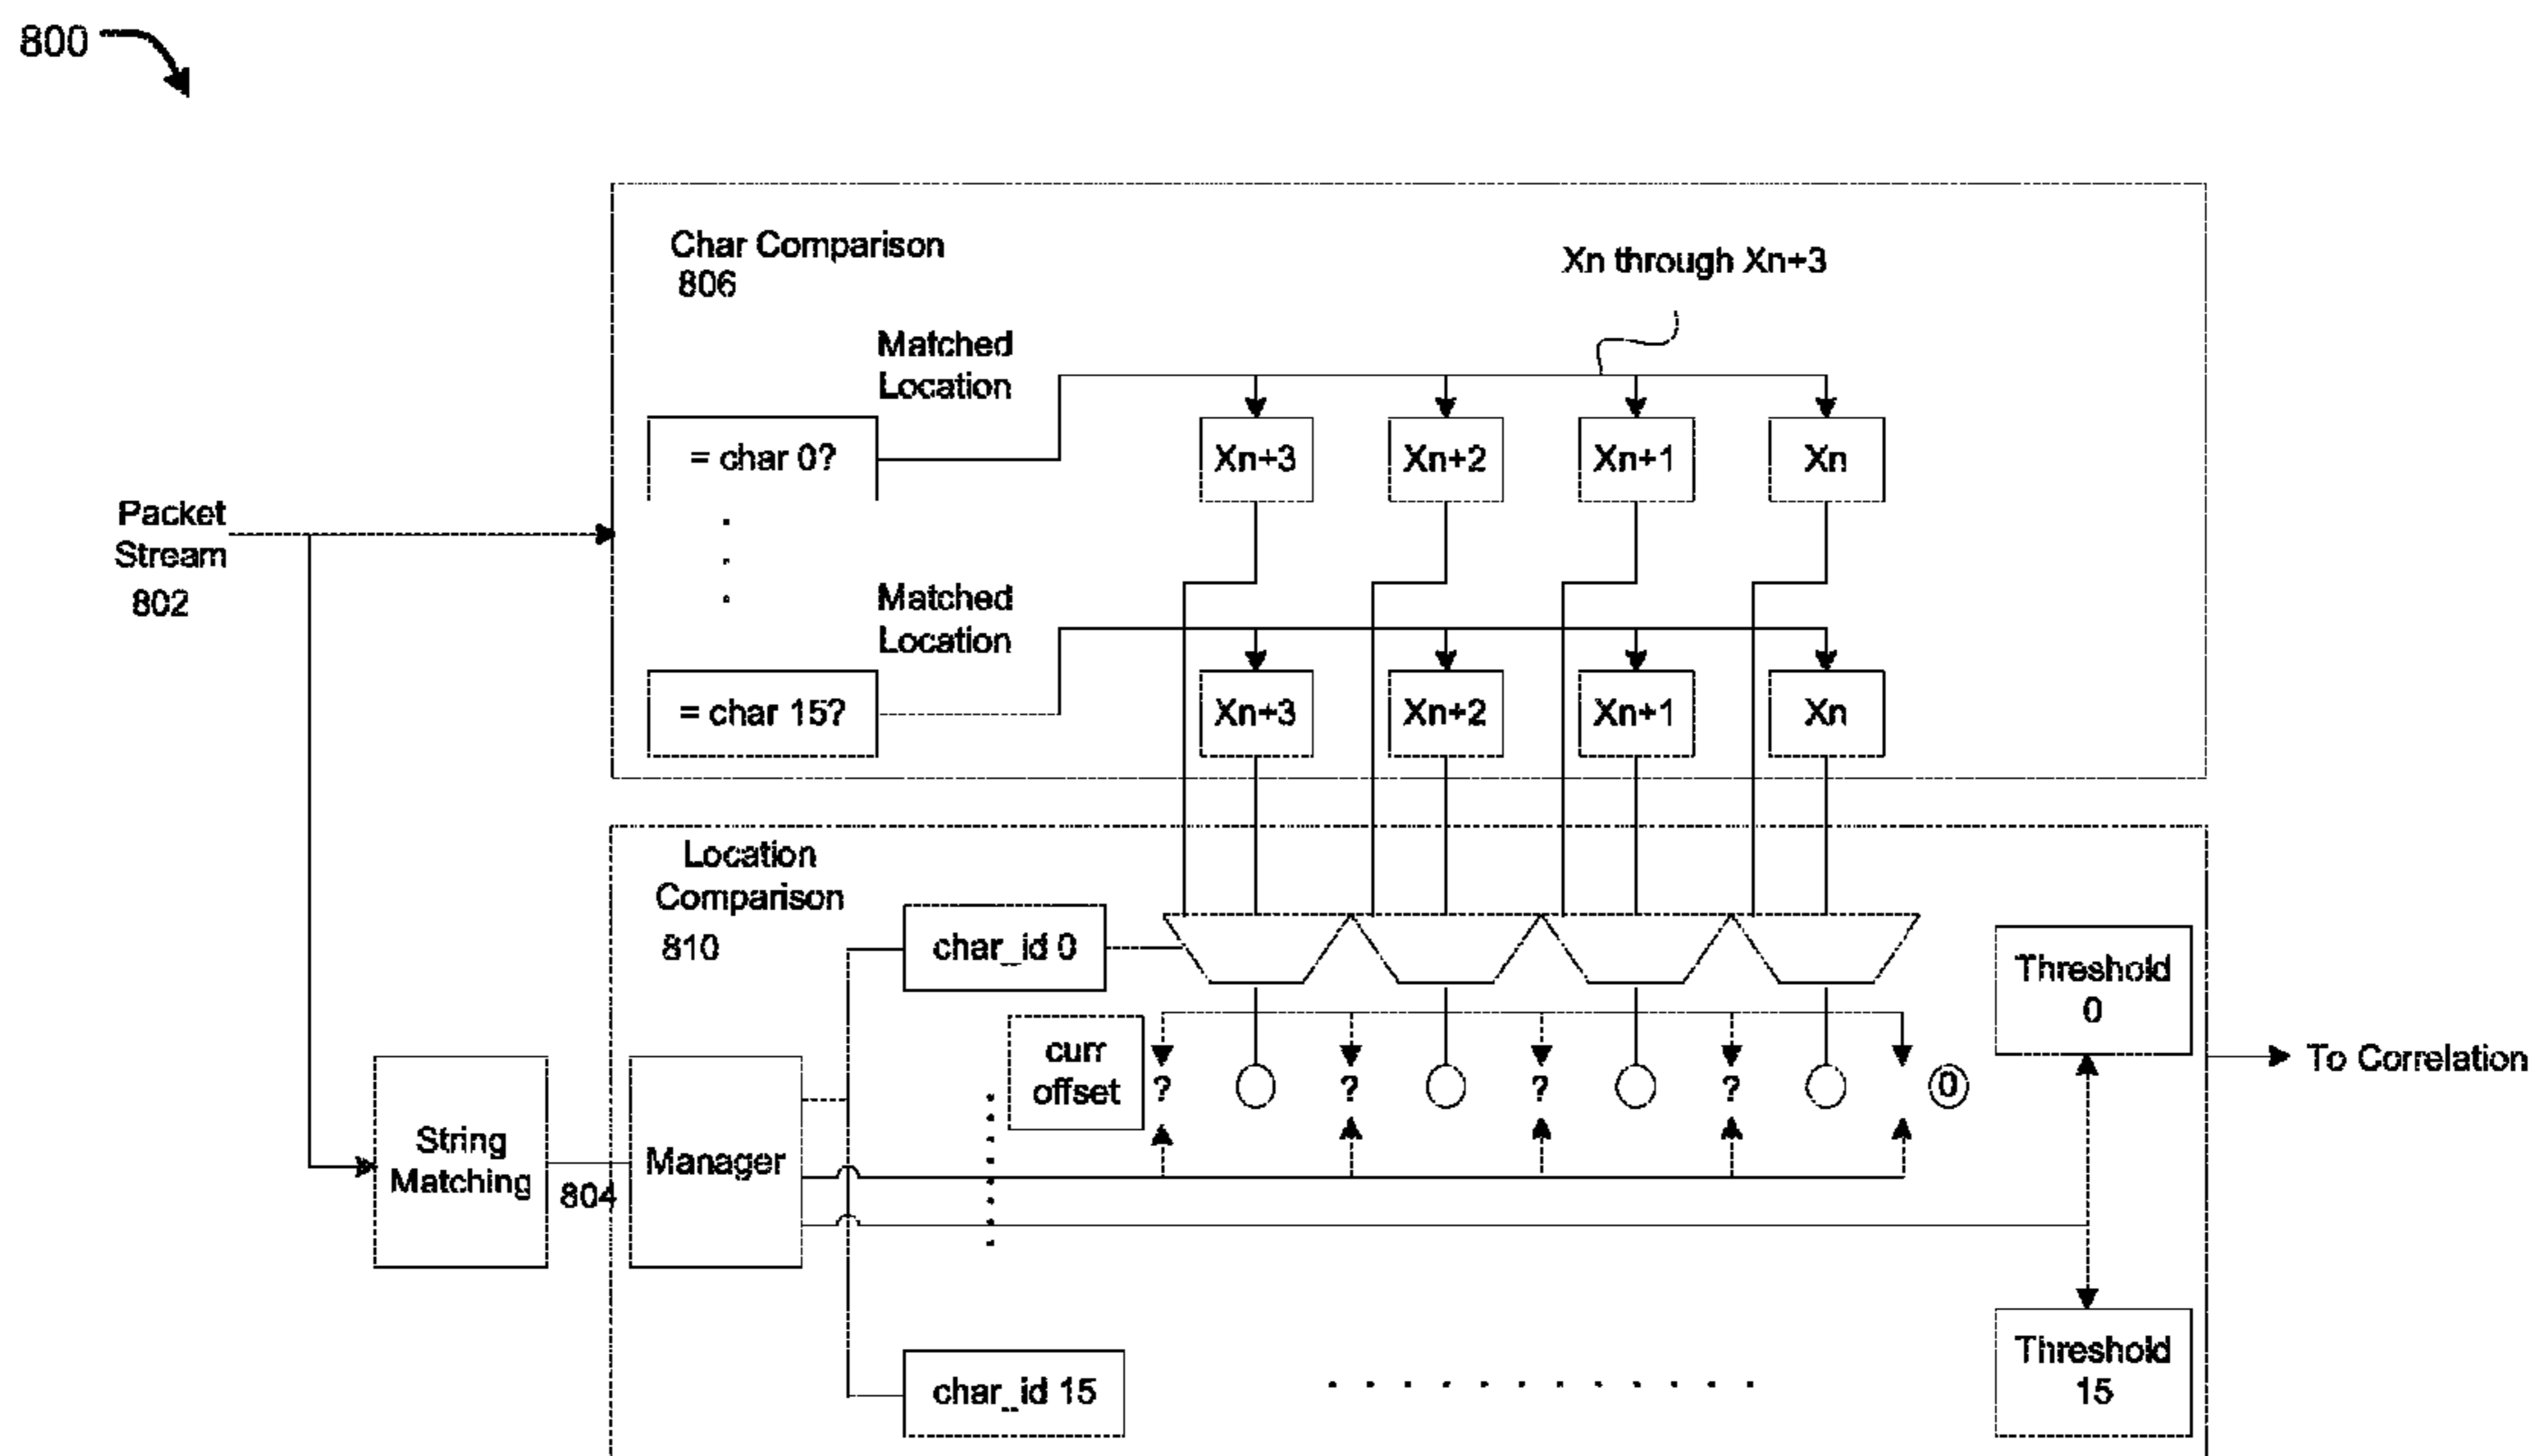 800
Char Comparison
806
Xn through Xn+3
Matched
Location
= char 0?
Xn+3
Xn+2
Xn+1
Xn
Packet
Stream
802
Matched
Location
= char 15?
Xn+3
Xn+2
Xn+1
Xn
Location
Comparison
810
char_id 0
Threshold
0
curr
offset
?
?
?
?
0
To Correlation
String
Matching
804
Manager
char_id 15
Threshold
15